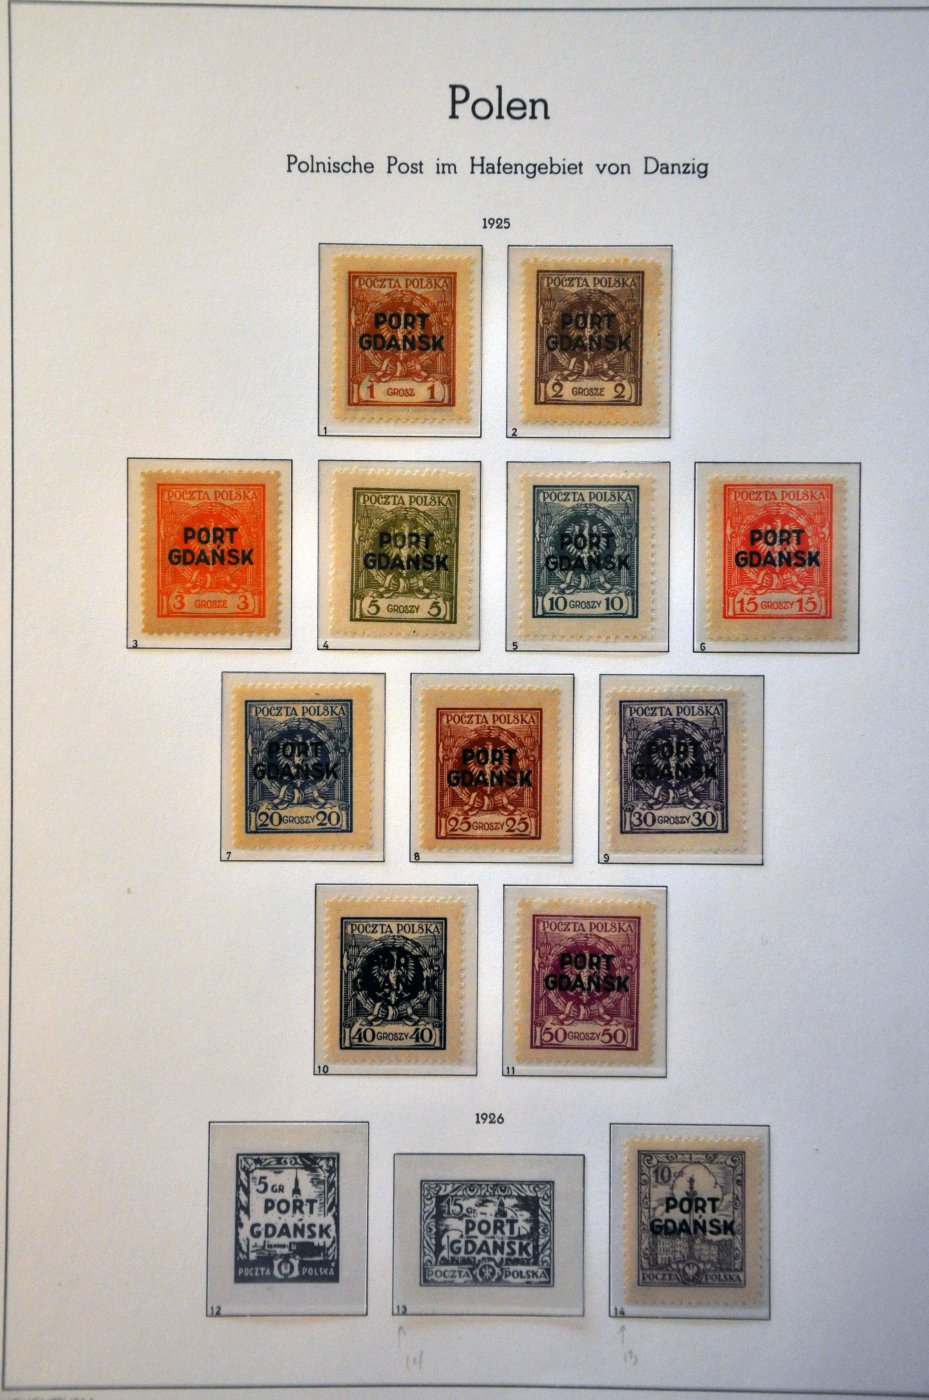 Polen
Polnische Post im Hafengebiet von Danzig
1925
POCZTA POLSKA
PORT
GDAŃSK
1 GROSZ 1
1
POCZTA POLSKA
PORT
GDAŃSK
2 GROSZE 2
2
POCZTA POLSKA
PORT
GDAŃSK
3 GROSZE 3
3
POCZTA POLSKA
PORT
GDAŃSK
5 GROSZY 5
4
POCZTA POLSKA
PORT
GDAŃSK
10 GROSZY 10
5
POCZTA POLSKA
PORT
GDAŃSK
15 GROSZY 15
6
POCZTA POLSKA
PORT
GDAŃSK
20 GROSZY 20
7
POCZTA POLSKA
PORT
GDAŃSK
25 GROSZY 25
8
POCZTA POLSKA
PORT
GDAŃSK
30 GROSZY 30
9
POCZTA POLSKA
PORT
GDAŃSK
40 GROSZY 40
10
POCZTA POLSKA
PORT
GDAŃSK
50 GROSZY 50
11
1926
5 GR
PORT
GDAŃSK
POCZTA POLSKA
12
15 GR
PORT
GDAŃSK
POCZTA POLSKA
13
14
10 GR
PORT
GDAŃSK
POCZTA POLSKA
14
13